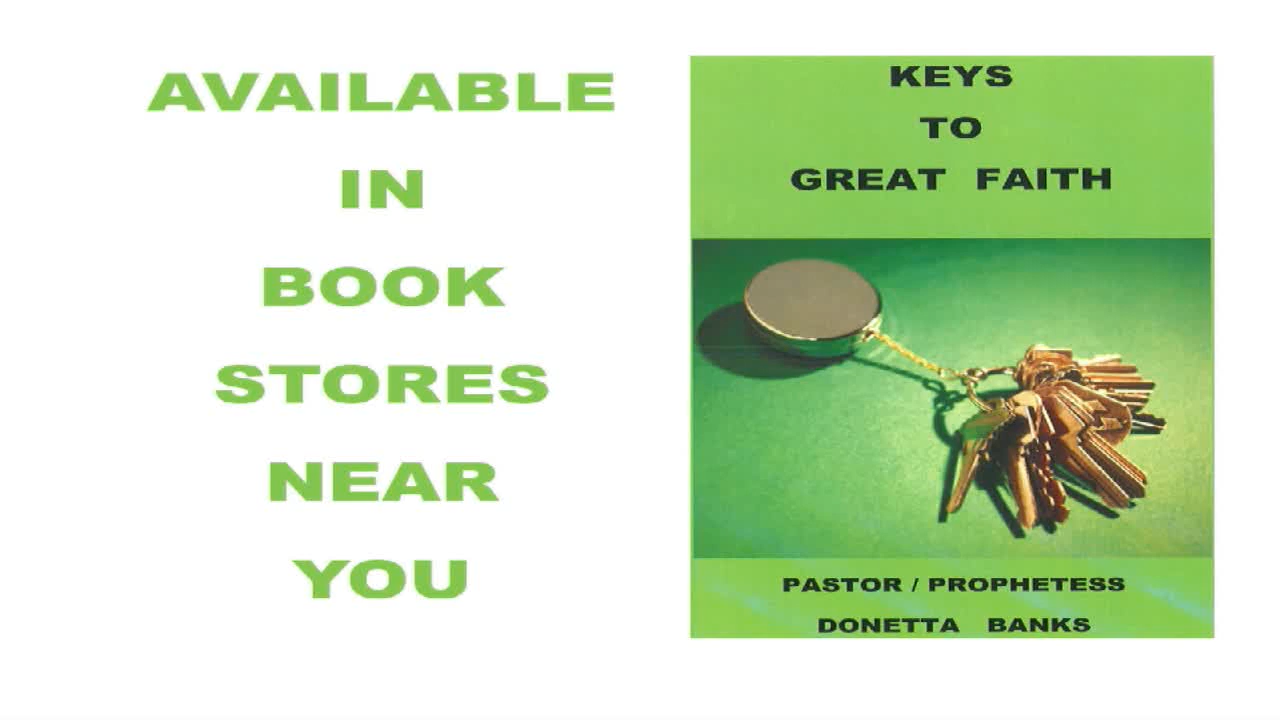 AVAILABLE
IN
BOOK
STORES
NEAR
YOU
KEYS
TO
GREAT FAITH
PASTOR / PROPHETESS
DONETTA BANKS